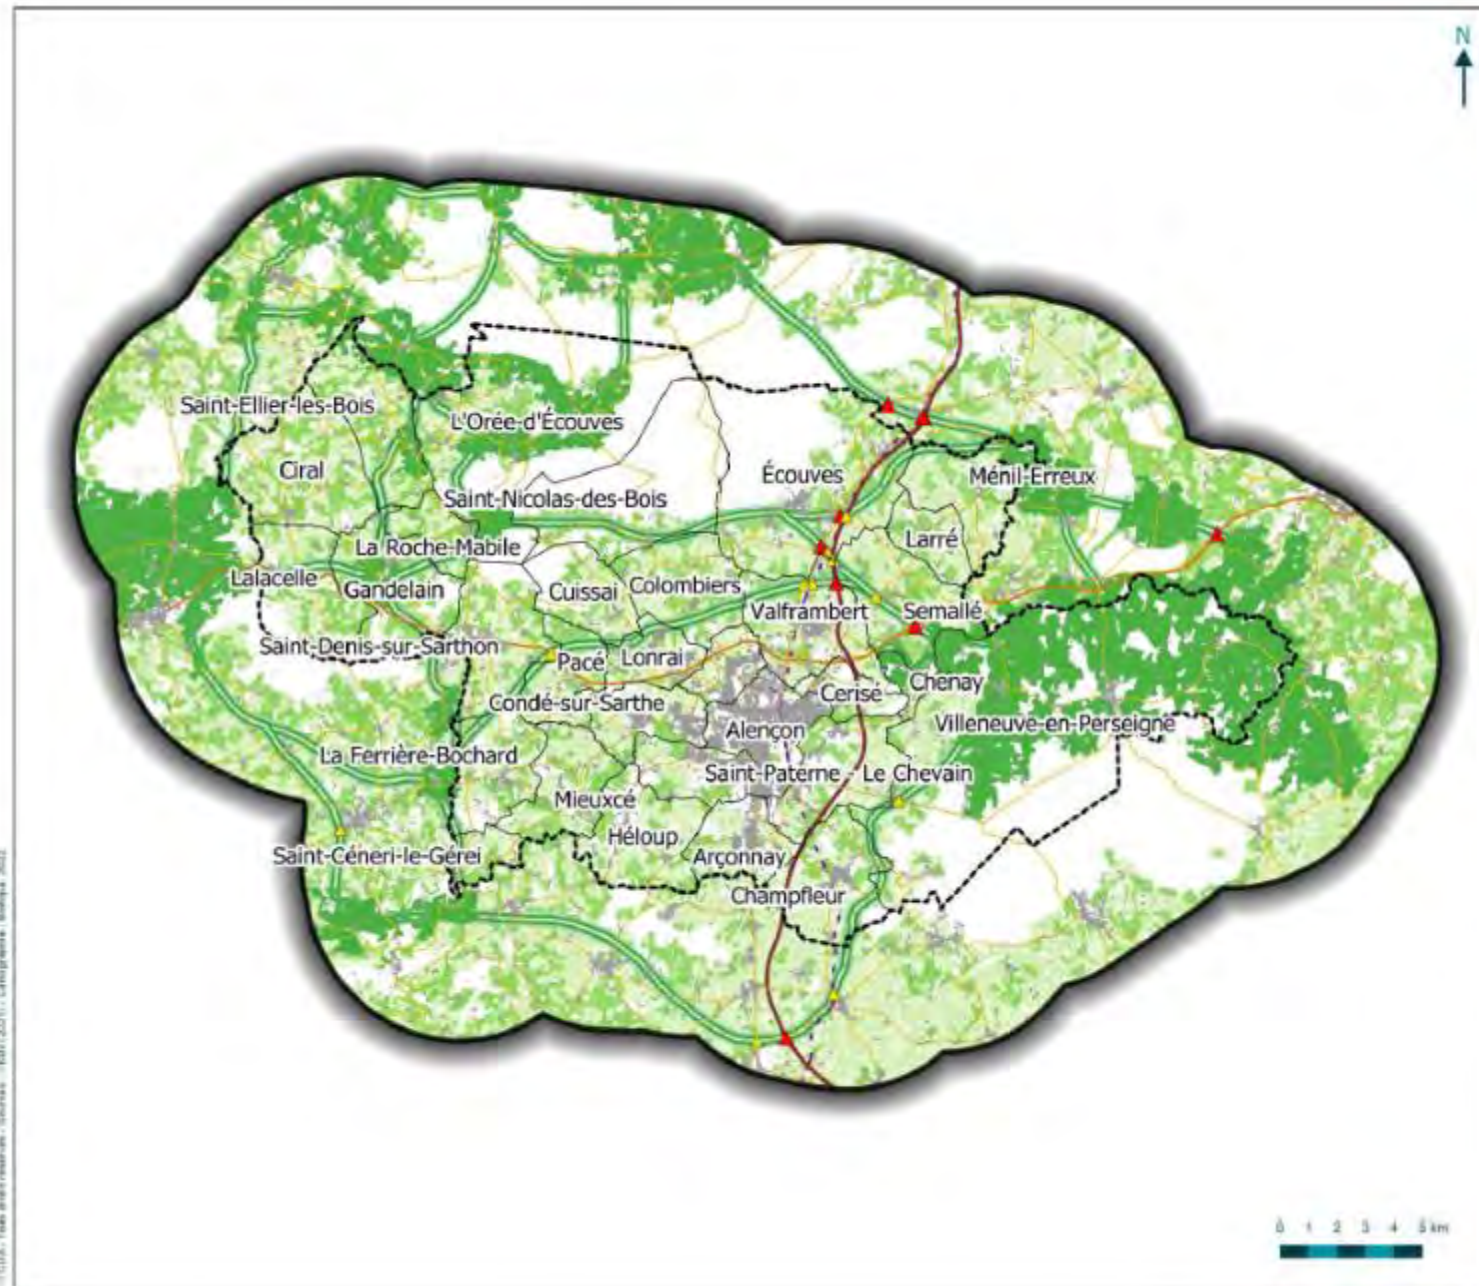 N
Saint-Ellier-les-Bois
L'Orée-d'Écouves
Ciral
Écouves
Ménil-Erreux
Saint-Nicolas-des-Bois
Larré
La Roche-Mabile
Lalacelle
Gandelain
Cuissai
Colombiers
Valframbert
Semallé
Saint-Denis-sur-Sarthon
Pacé
Lonrai
Chenay
Cerisé
Condé-sur-Sarthe
Alençon
Villeneuve-en-Perseigne
La Ferrière-Bochard
Saint-Paterne - Le Chevain
Mieuxcé
Héloup
Saint-Céneri-le-Gérei
Arçonnay
Champfleur
0 1 2 3 4 5 km